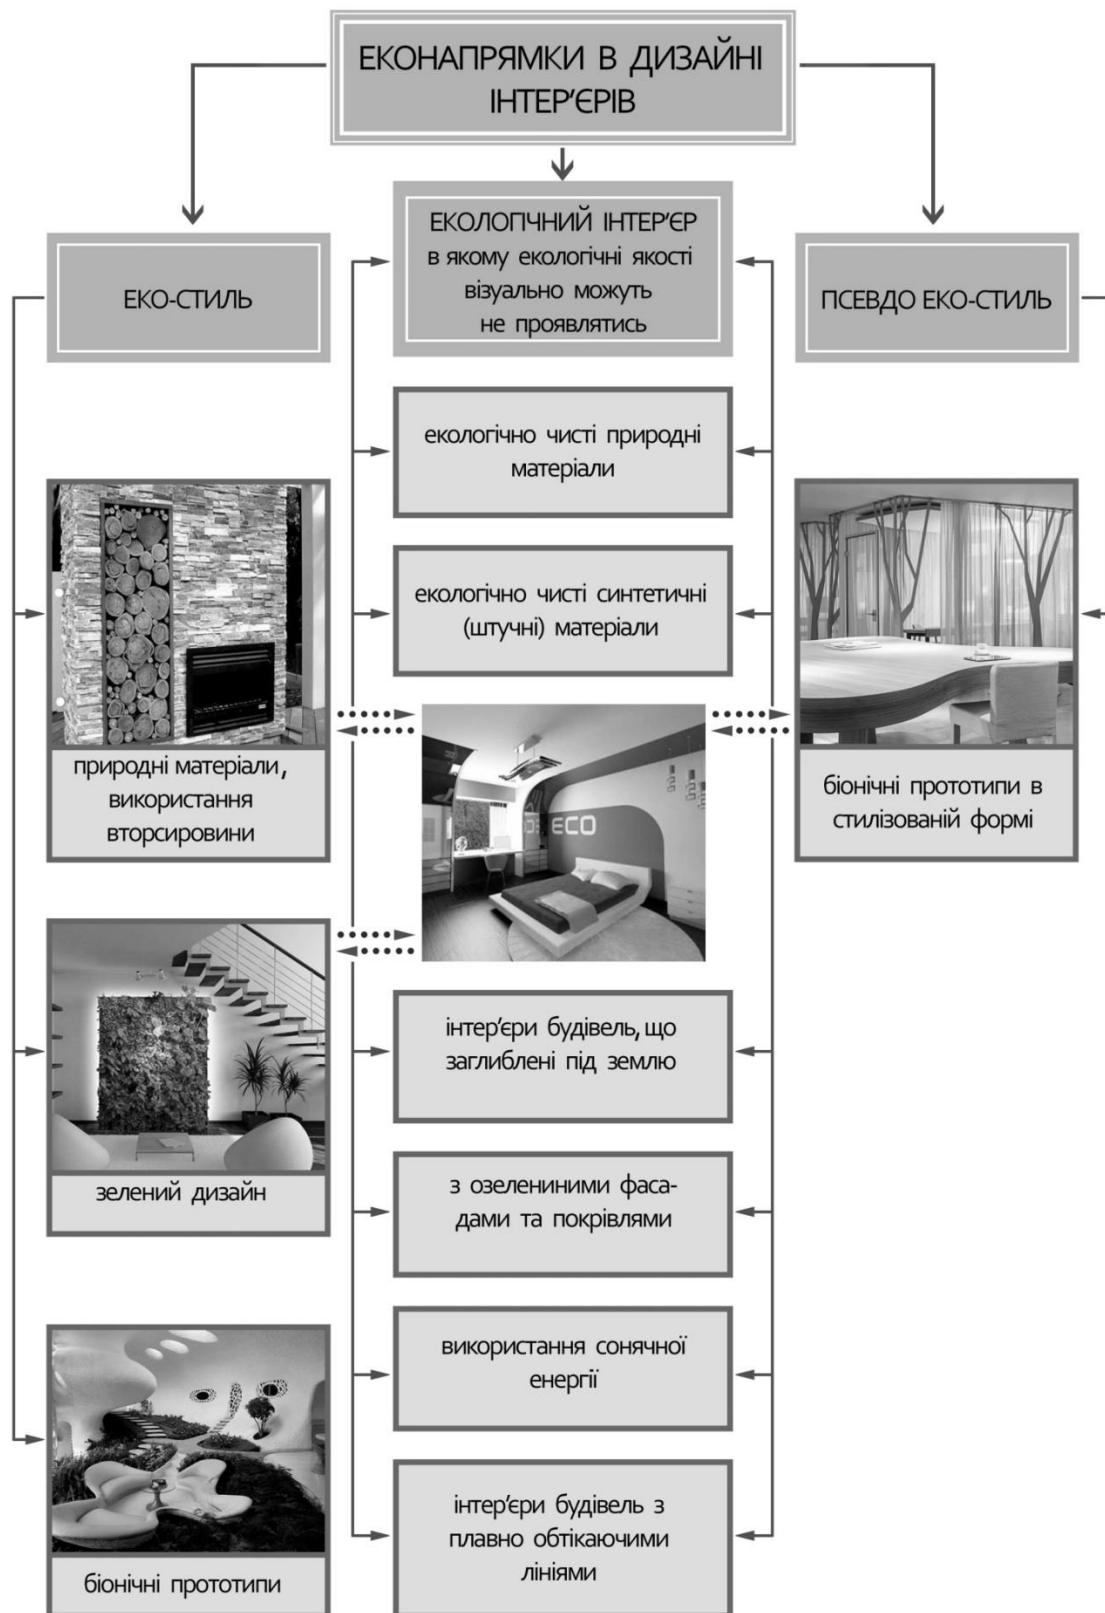 ЕКОНАПРЯМКИ В ДИЗАЙНІ
ІНТЕР’ЄРІВ
ЕКО-СТИЛЬ
ЕКОЛОГІЧНИЙ ІНТЕР’ЄР
в якому екологічні якості
візуально можуть
не проявлятись
ПСЕВДО ЕКО-СТИЛЬ
екологічно чисті природні
матеріали
екологічно чисті синтетичні
(штучні) матеріали
природні матеріали,
використання
вторсировини
ECO
біонічні прототипи в
стилізованій формі
зелений дизайн
інтер’єри будівель, що
заглиблені під землю
з озелениними фаса-
дами та покрівлями
використання сонячної
енергії
інтер’єри будівель з
плавно обтікаючими
лініями
біонічні прототипи